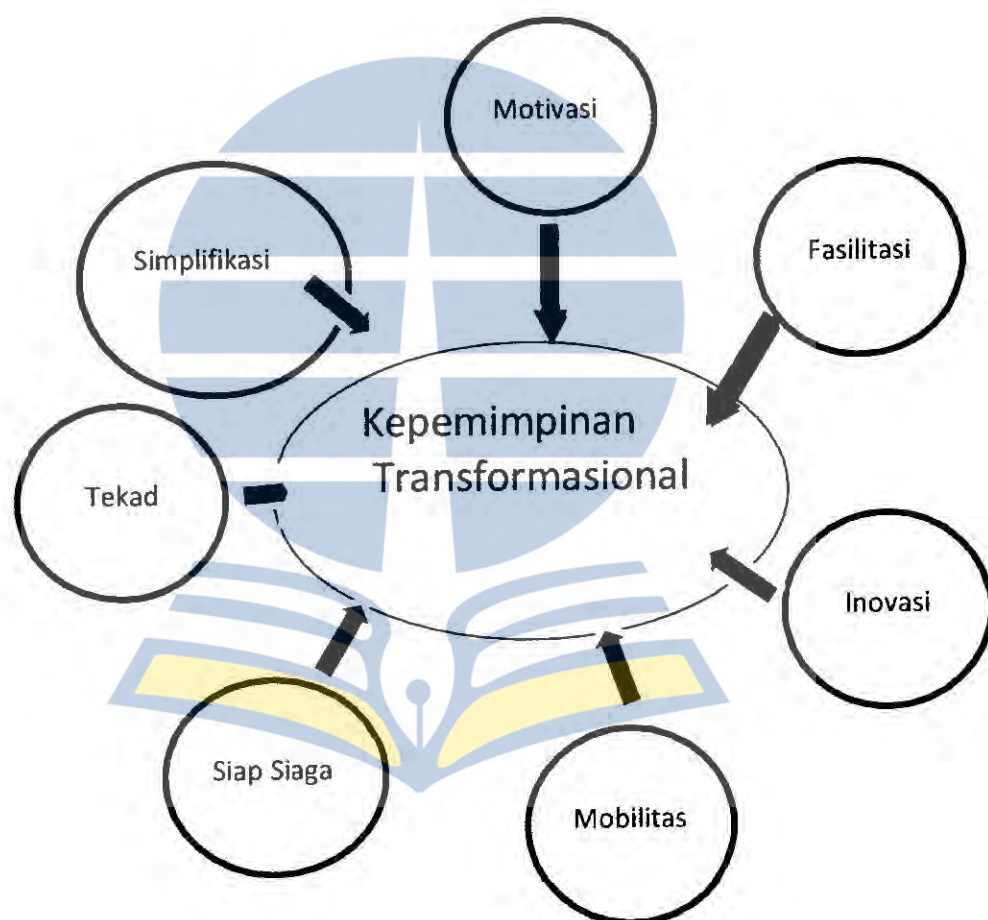 Motivasi
Simplifikasi
Fasilitasi
Kepemimpinan
Transformasional
Tekad
Inovasi
Siap Siaga
Mobilitas